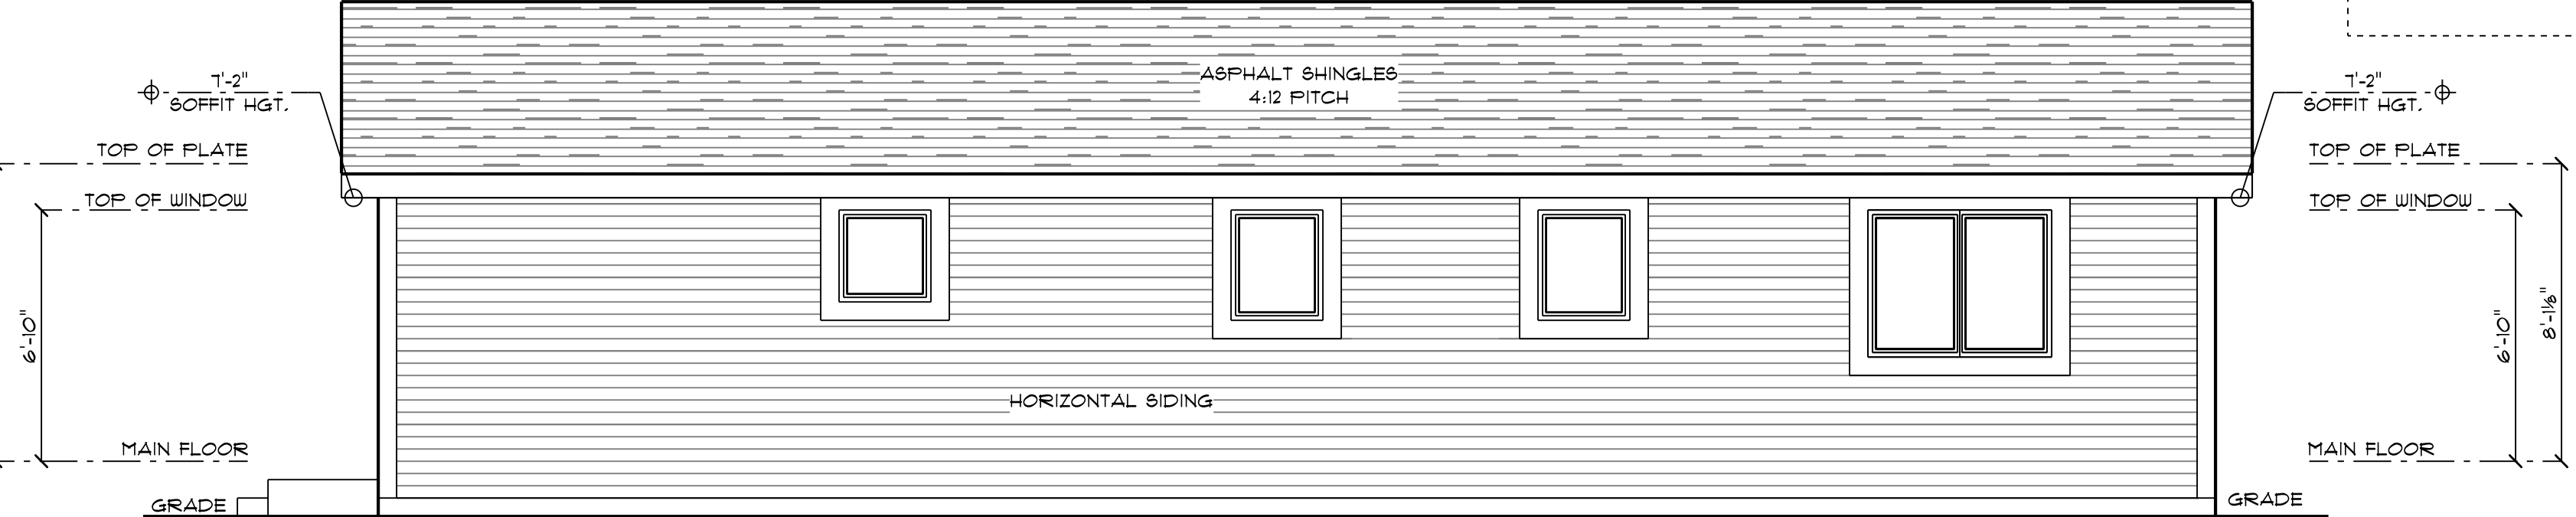 7'-2"
SOFFIT HGT.
TOP OF PLATE
TOP OF WINDOW
6'-10"
MAIN FLOOR
GRADE
ASPHALT SHINGLES
4:12 PITCH
HORIZONTAL SIDING
7'-2"
SOFFIT HGT.
TOP OF PLATE
TOP OF WINDOW
6'-10"
8'-1⅛"
MAIN FLOOR
GRADE